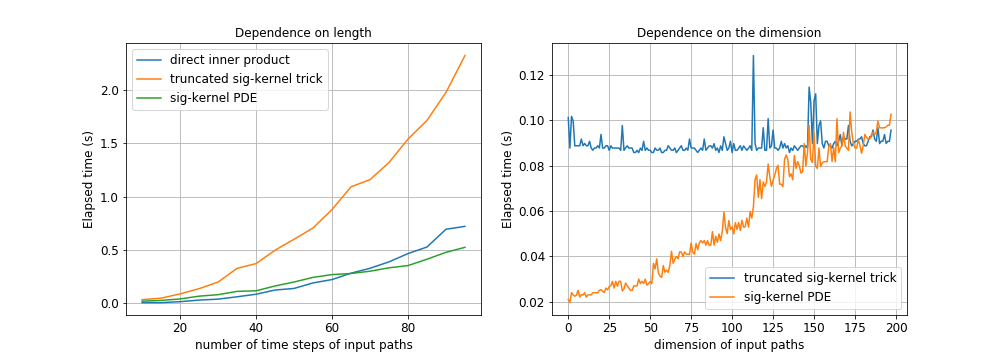 Dependence on length
direct inner product
truncated sig-kernel trick
sig-kernel PDE
Elapsed time (s)
2.0
1.5
1.0
0.5
0.0
20
40
60
80
number of time steps of input paths
Dependence on the dimension
Elapsed time (s)
0.12
0.10
0.08
0.06
0.04
0.02
truncated sig-kernel trick
sig-kernel PDE
0
25
50
75
100
125
150
175
200
dimension of input paths